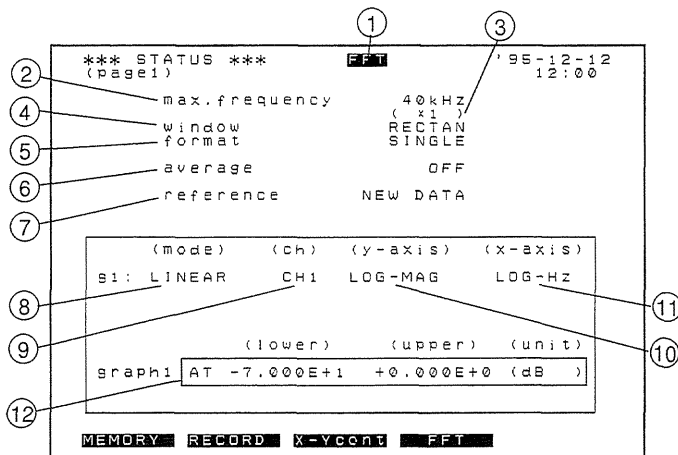 ① ③
*** STATUS *** FFT '95-12-12
(page1) 12:00
② max.frequency 40kHz
( x1 )
④ window RECTAN
⑤ format SINGLE
⑥ average OFF
⑦ reference NEW DATA
(mode) (ch) (y-axis) (x-axis)
g1: LINEAR CH1 LOG-MAG LOG-Hz
⑧ ⑨ ⑩ ⑪
(lower) (upper) (unit)
graph1 AT -7.000E+1 +0.000E+0 (dB )
⑫
MEMORY RECORD X-Ycont FFT